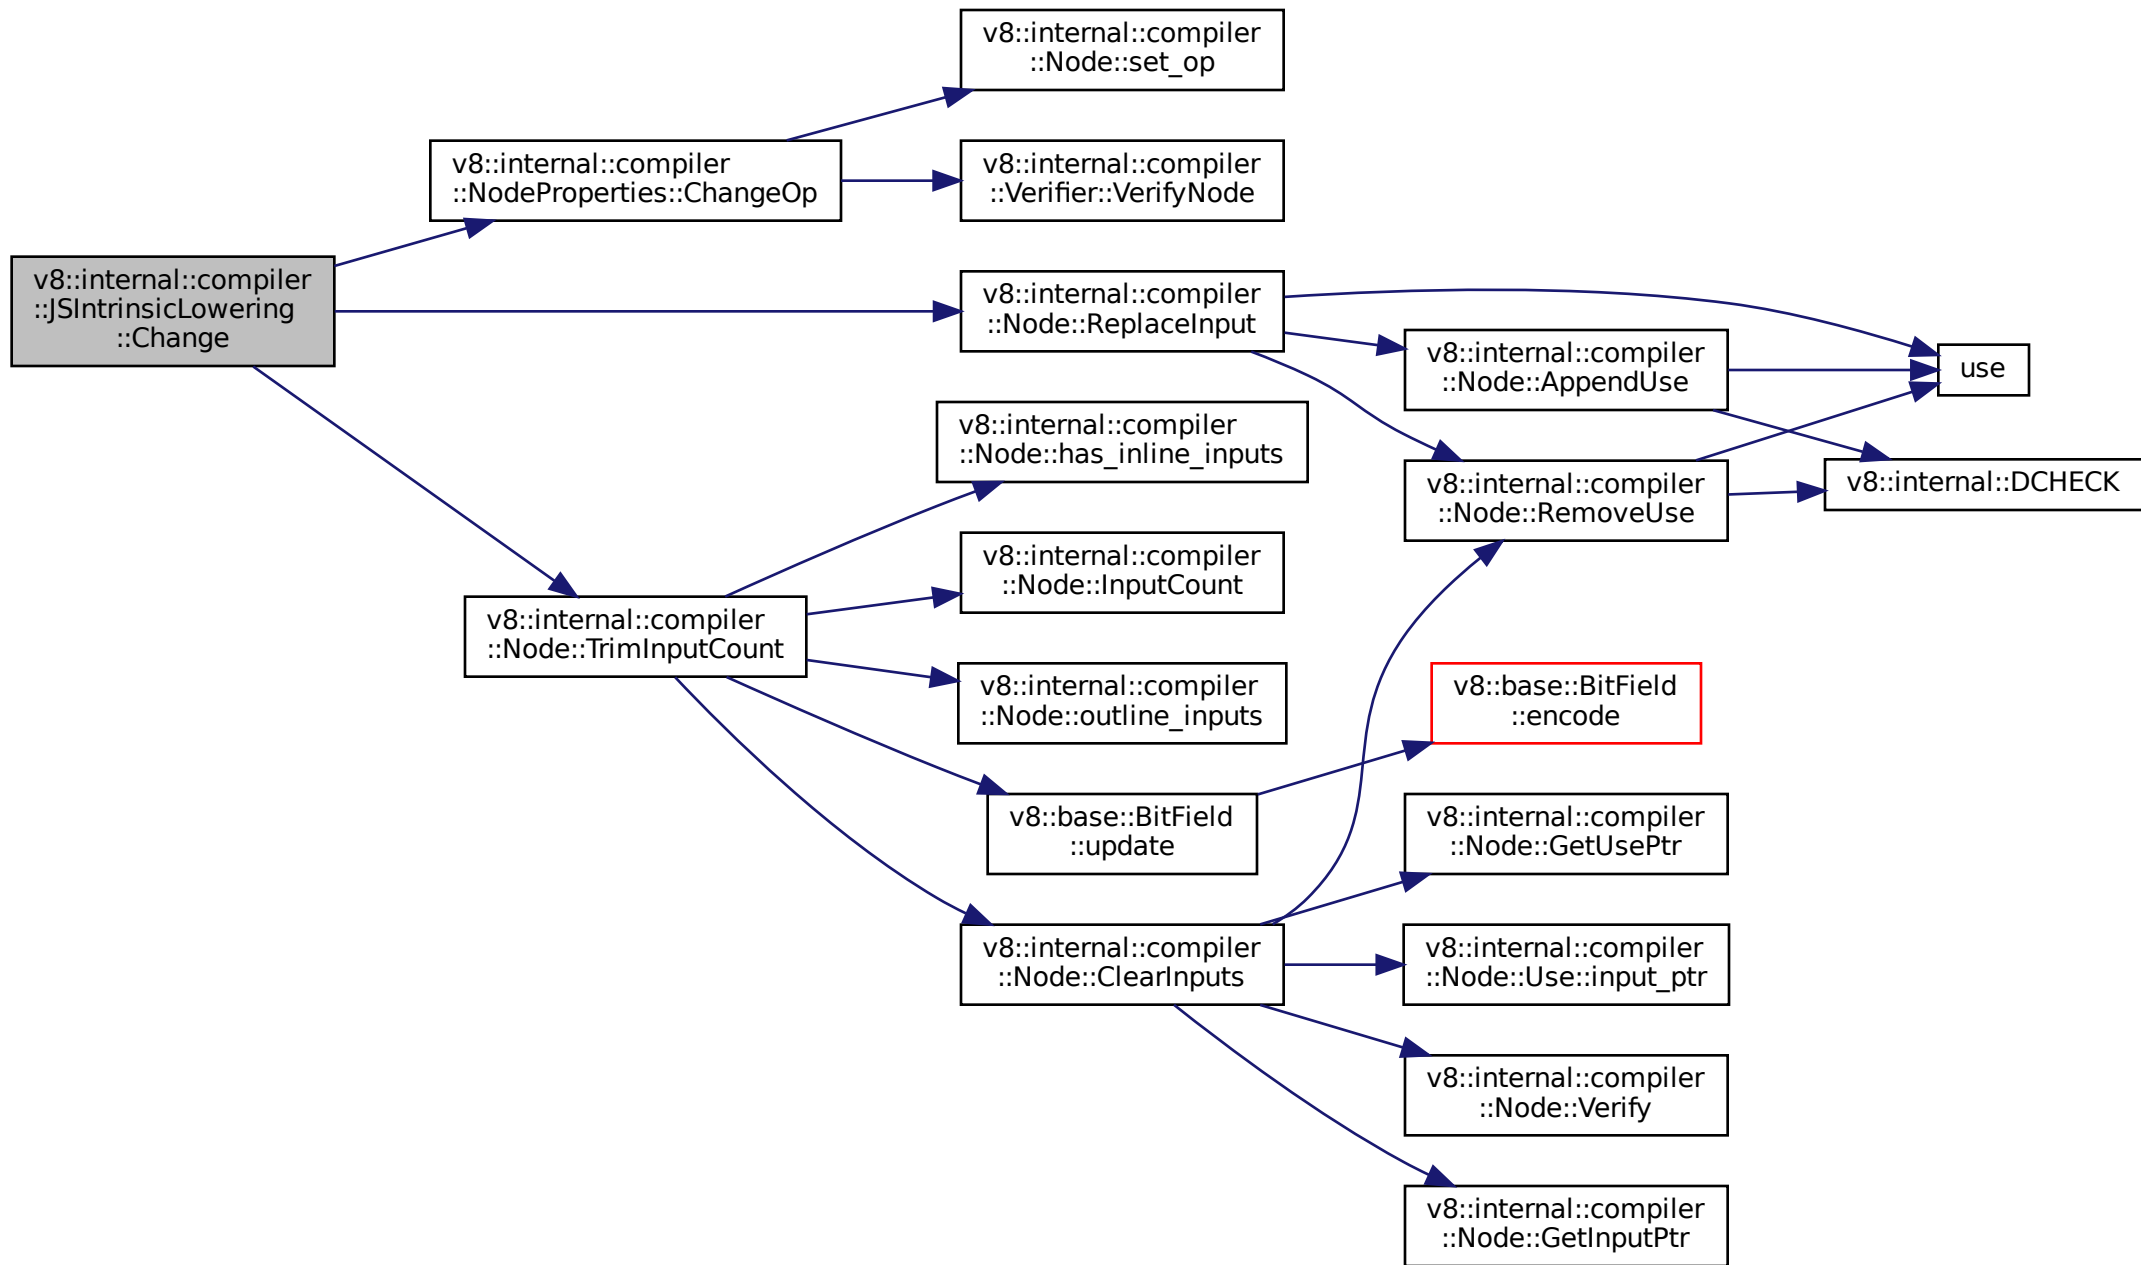 v8::internal::compiler
::JSIntrinsicLowering
::Change
v8::internal::compiler
::NodeProperties::ChangeOp
v8::internal::compiler
::Node::set_op
v8::internal::compiler
::Verifier::VerifyNode
v8::internal::compiler
::Node::ReplaceInput
v8::internal::compiler
::Node::AppendUse
use
v8::internal::compiler
::Node::RemoveUse
v8::internal::DCHECK
v8::internal::compiler
::Node::TrimInputCount
v8::internal::compiler
::Node::has_inline_inputs
v8::internal::compiler
::Node::InputCount
v8::internal::compiler
::Node::outline_inputs
v8::base::BitField
::update
v8::base::BitField
::encode
v8::internal::compiler
::Node::ClearInputs
v8::internal::compiler
::Node::GetUsePtr
v8::internal::compiler
::Node::Use::input_ptr
v8::internal::compiler
::Node::Verify
v8::internal::compiler
::Node::GetInputPtr